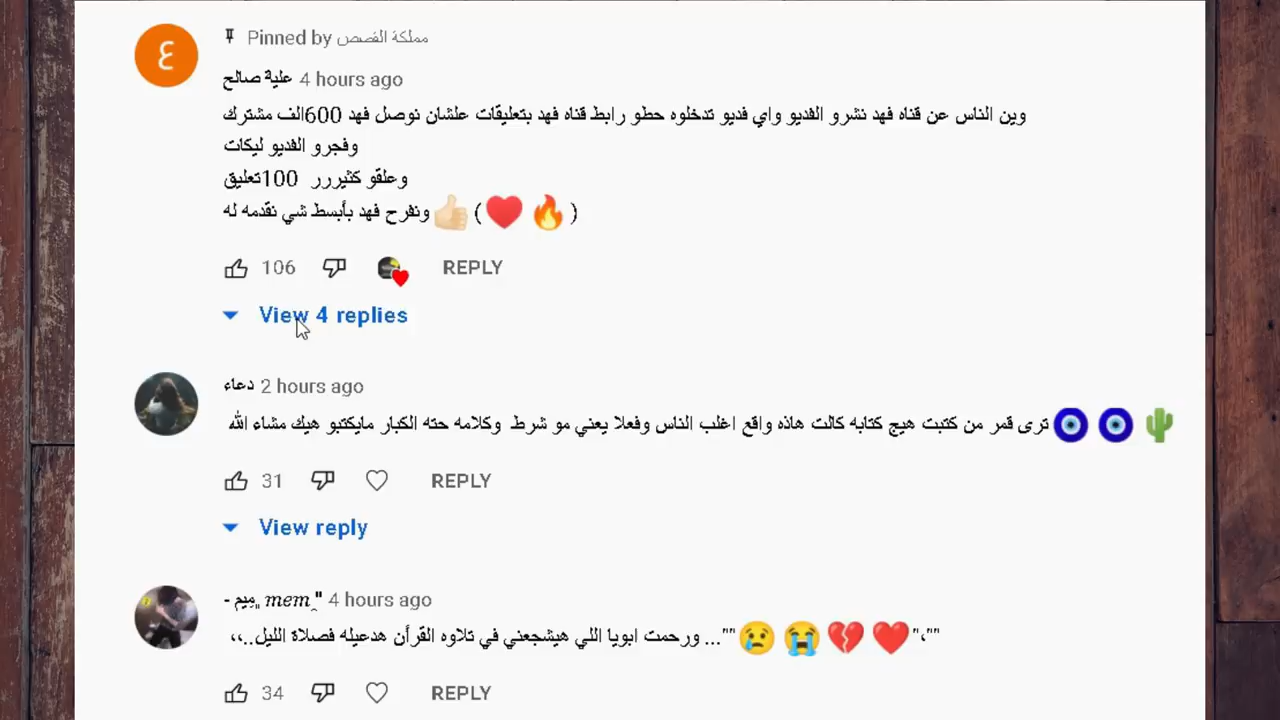 ع
Pinned by مملكة القصص
علية صالح 4 hours ago
وين الناس عن قناه فهد نشرو الفديو واي فديو تدخلوه حطو رابط قناه فهد بتعليقات علشان نوصل فهد 600الف مشترك
وفجرو الفديو ليكات
وعلقو كثيررر 100تعليق
ونفرح فهد بأبسط شي نقدمه له👍🏻(❤️🔥)
106 REPLY
View 4 replies
دعاء 2 hours ago
ترى قمر من كتبت هيج كتابه كالت هاذه واقع اغلب الناس وفعلا يعني مو شرط وكلامه حته الكبار مايكتبو هيك مشاء الله🧿🧿🌵
31 REPLY
View reply
- مِيم ˬ mem ̯" 4 hours ago
،،..ورحمت ابويا اللي هيشجعني في تلاوه القرأن هدعيله فصلاة الليل ...""😢😭💔❤️"،""
34 REPLY